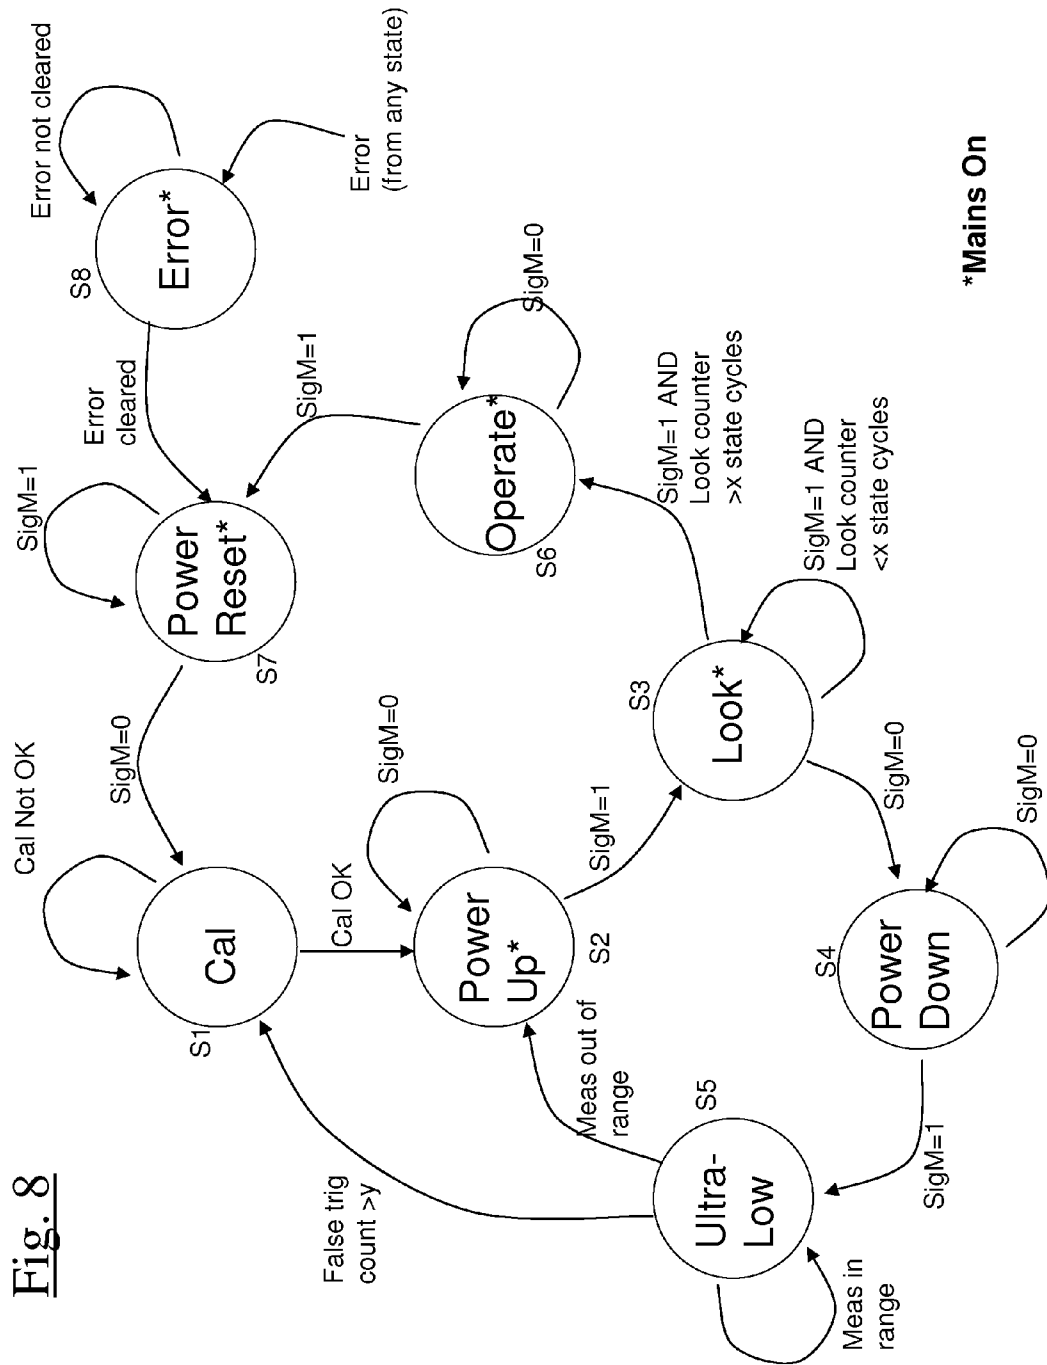 Fig. 8
Cal Not OK
S1
Cal
SigM=0
SigM=1
S7
Power
Reset*
Error
cleared
S8
Error*
Error not cleared
Error
(from any state)
False trig
count >y
Cal OK
S2
Power
Up*
SigM=0
SigM=1
S6
Operate*
SigM=0
Meas out of
range
SigM=1
S3
Look*
SigM=1 AND
Look counter
>x state cycles
SigM=1 AND
Look counter
<x state cycles
S5
Ultra-
Low
Meas in
range
SigM=1
S4
Power
Down
SigM=0
SigM=0
*Mains On